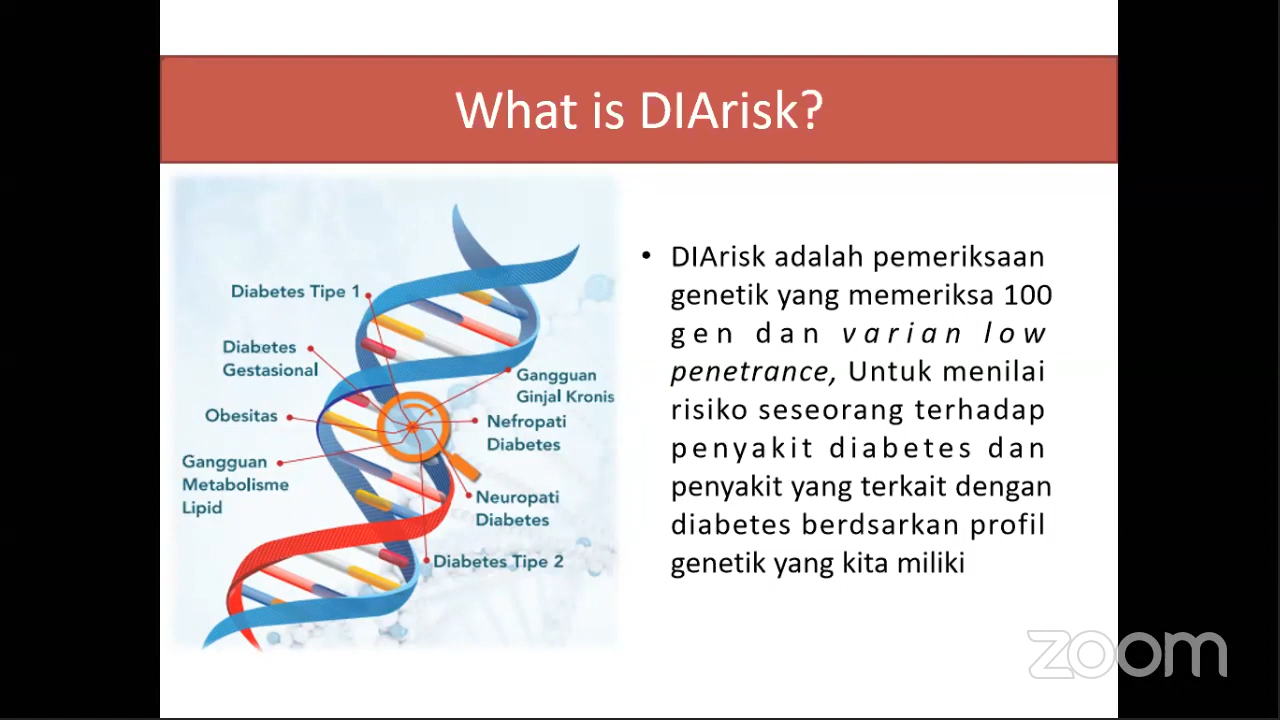 What is DIArisk?
Diabetes Tipe 1
Diabetes
Gestasional
Obesitas
Gangguan
Metabolisme
Lipid
Gangguan
Ginjal Kronis
Nefropati
Diabetes
Neuropati
Diabetes
Diabetes Tipe 2
• DIArisk adalah pemeriksaan
genetik yang memeriksa 100
gen dan varian low
penetrance, Untuk menilai
risiko seseorang terhadap
penyakit diabetes dan
penyakit yang terkait dengan
diabetes berdsarkan profil
genetik yang kita miliki
zoom